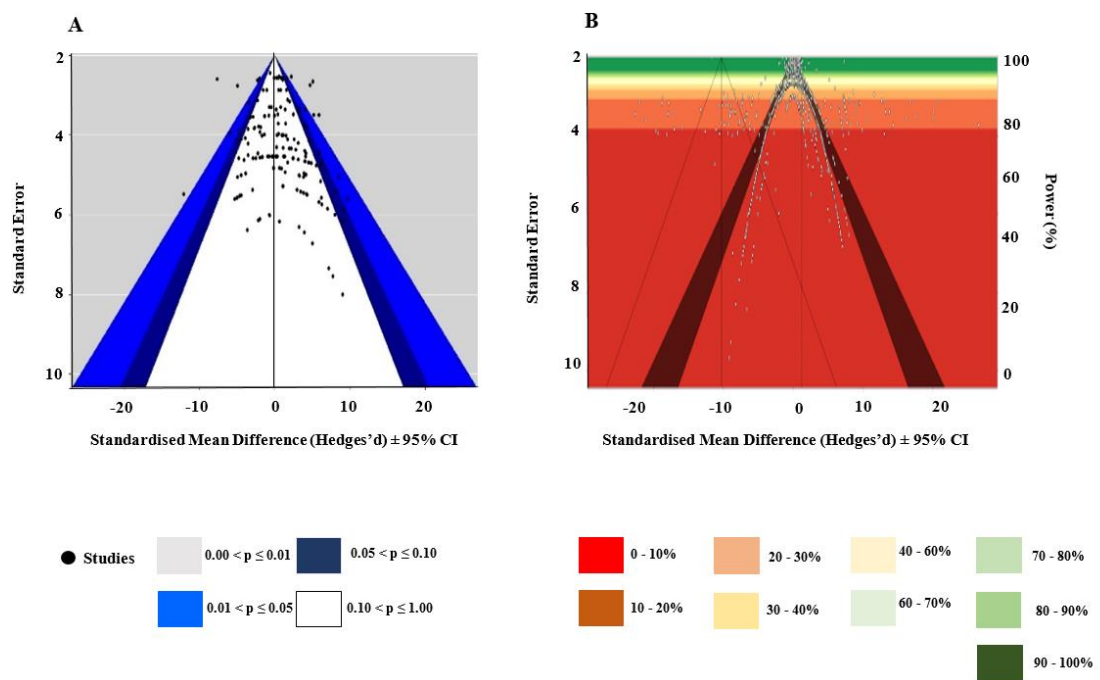 A
2
4
6
8
10
Standard Error
-20
-10
0
10
20
Standardised Mean Difference (Hedges'd) ± 95% CI
B
2
4
6
8
10
Standard Error
100
80
60
40
20
0
Power (%)
-20
-10
0
10
20
Standardised Mean Difference (Hedges'd) ± 95% CI
Studies
0.00 < p ≤ 0.01
0.05 < p ≤ 0.10
0.01 < p ≤ 0.05
0.10 < p ≤ 1.00
0 - 10%
20 - 30%
40 - 60%
70 - 80%
10 - 20%
30 - 40%
60 - 70%
80 - 90%
90 - 100%